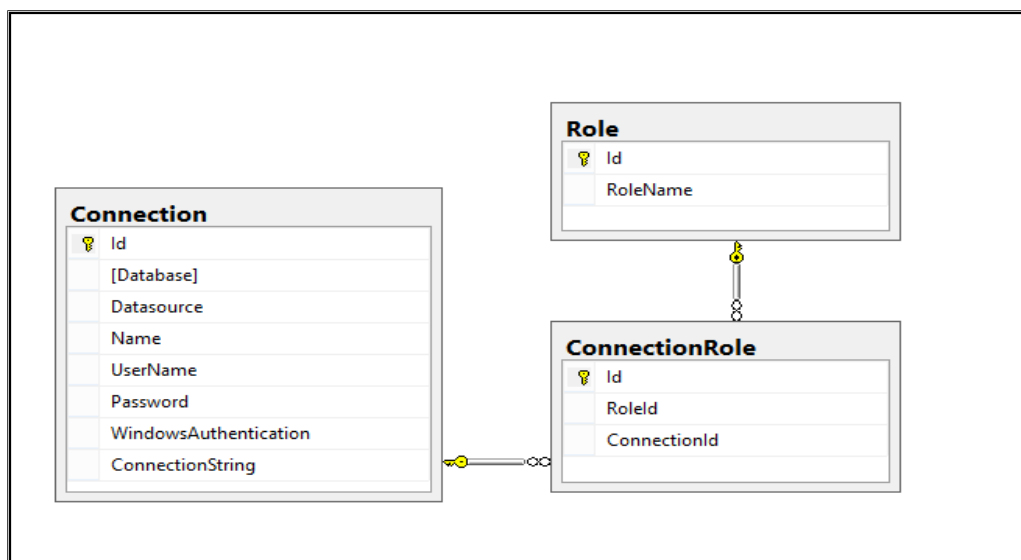 Role
Id
RoleName
Connection
Id
[Database]
Datasource
Name
UserName
Password
WindowsAuthentication
ConnectionString
ConnectionRole
Id
RoleId
ConnectionId